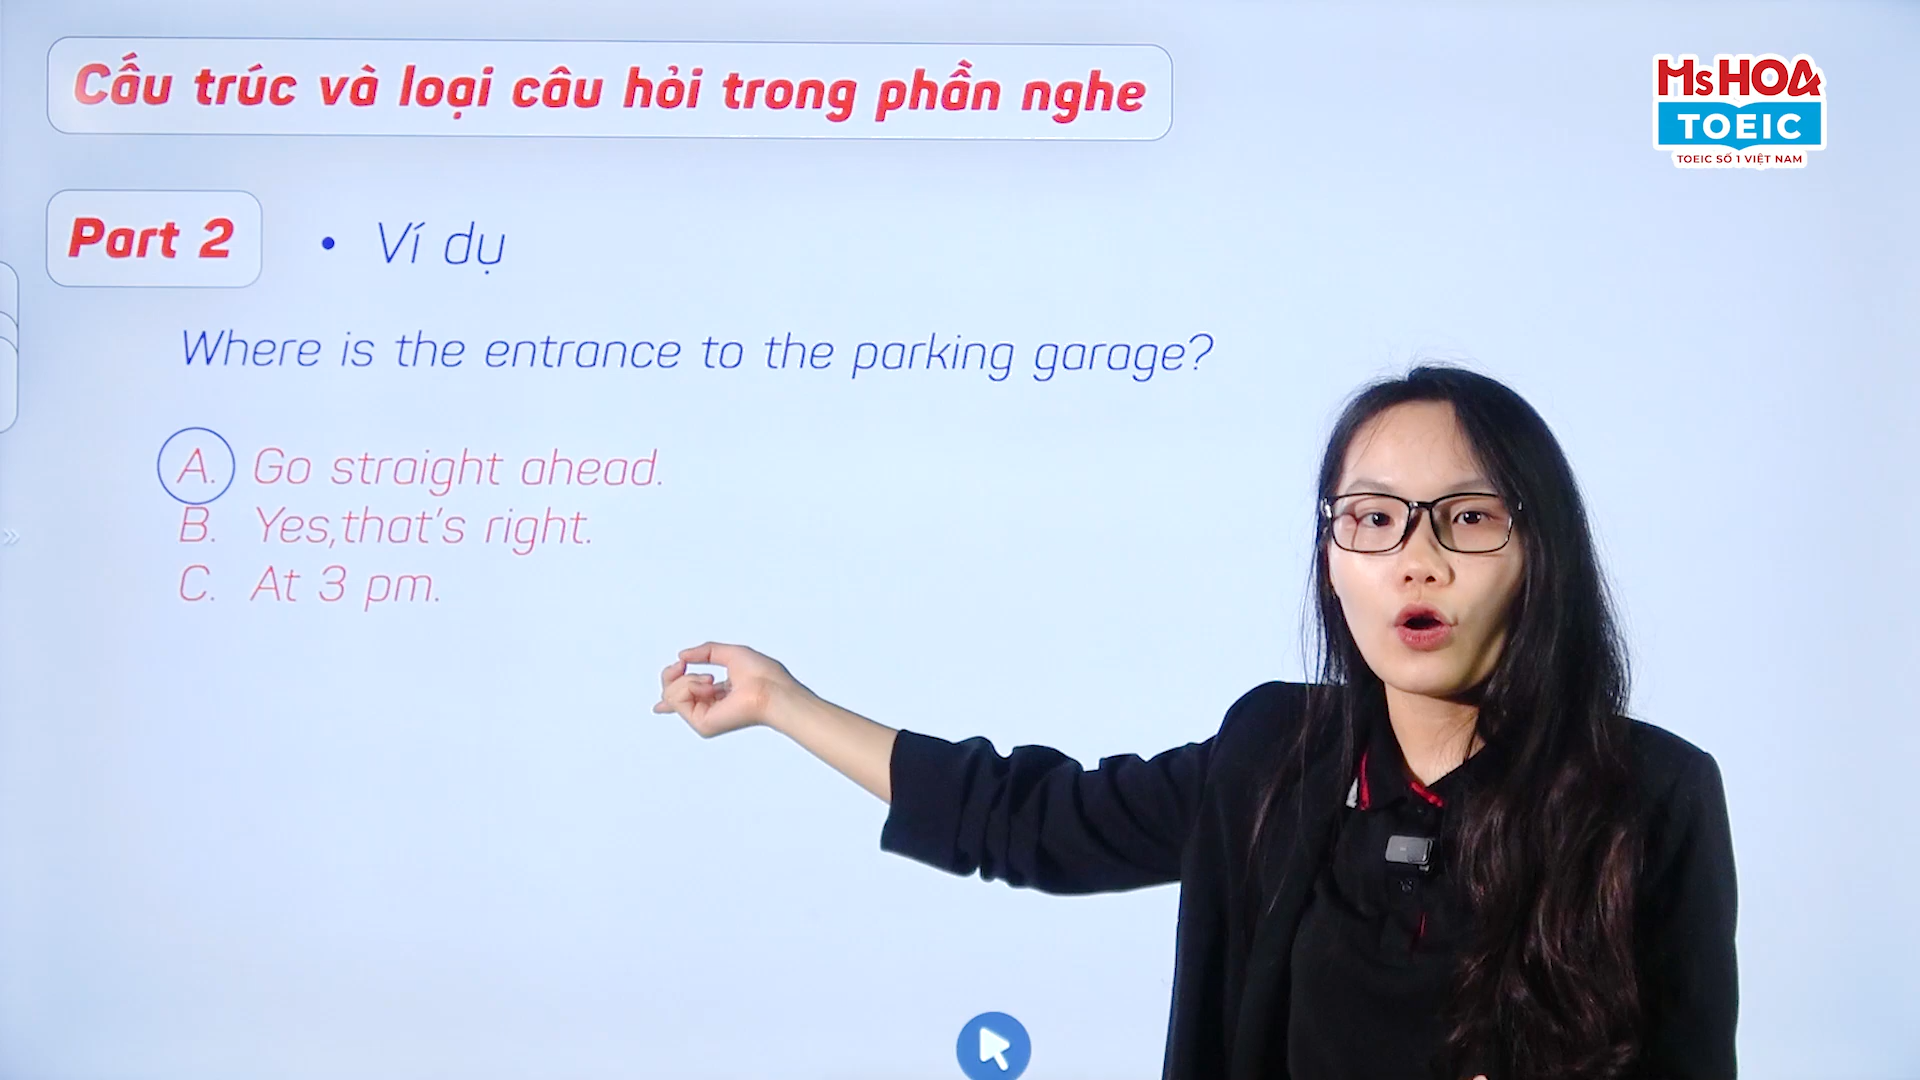 Cấu trúc và loại câu hỏi trong phần nghe
MsHOA
TOEIC
TOEIC SỐ 1 VIỆT NAM
Part 2
• Ví dụ
Where is the entrance to the parking garage?
A. Go straight ahead.
B. Yes,that's right.
C. At 3 pm.